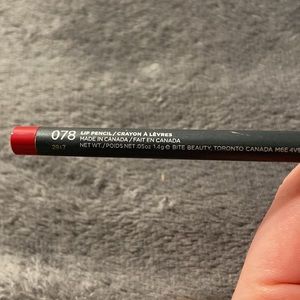 078
2917
LIP PENCIL/CRAYON À LÈVRES
MADE IN CANADA/FAIT EN CANADA
NET WT./POIDS NET .05oz 1.4g © BITE BEAUTY, TORONTO CANADA M6E 4V